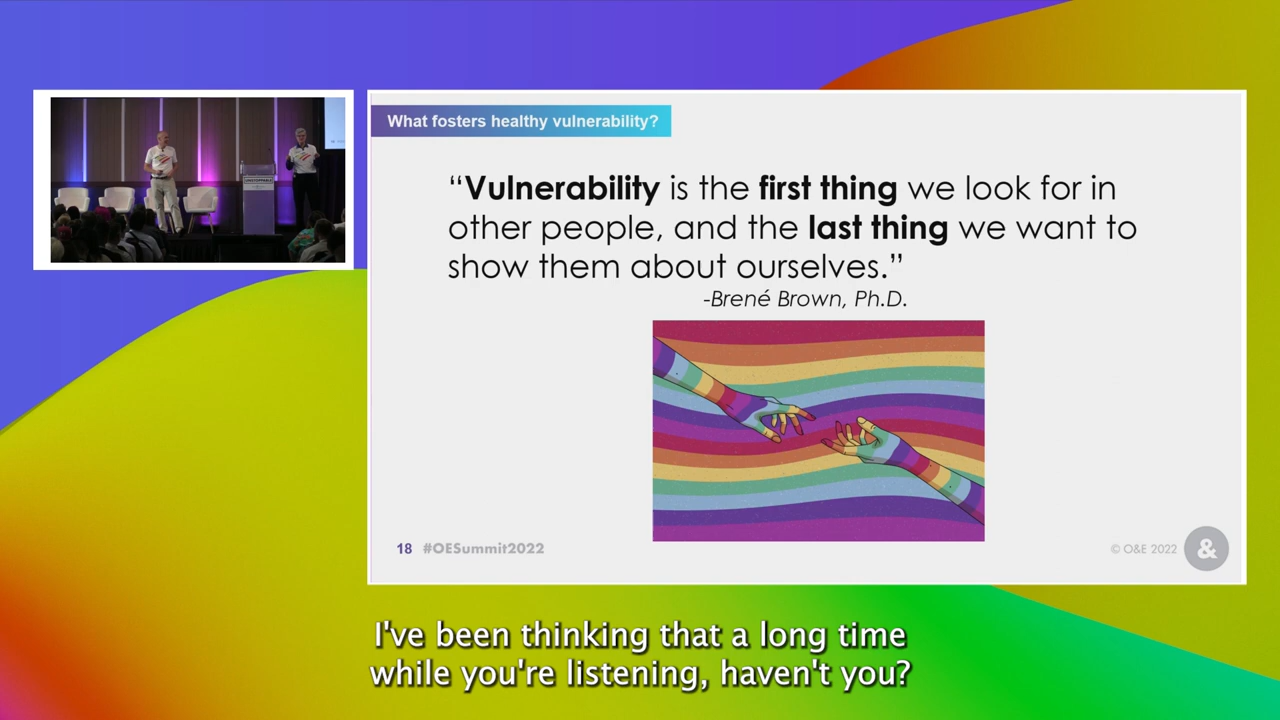 What fosters healthy vulnerability?
“Vulnerability is the first thing we look for in
other people, and the last thing we want to
show them about ourselves.”
-Brené Brown, Ph.D.
18 #OESummit2022
© O&E 2022 &
UNSTOPPABLE
I've been thinking that a long time
while you're listening, haven't you?